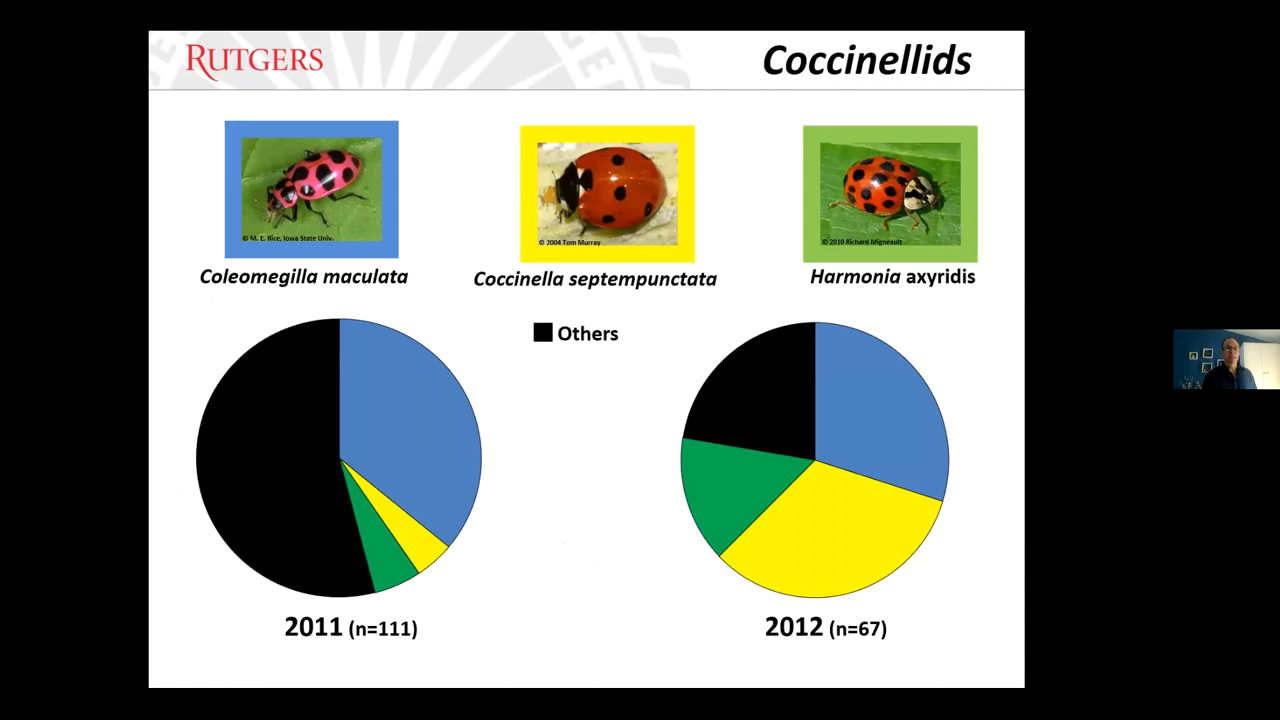 RUTGERS
Coccinellids
© M. E. Rice, Iowa State Univ.
© 2004 Tom Murray
© 2010 Richard Migneault
Coleomegilla maculata
Coccinella septempunctata
Harmonia axyridis
Others
2011 (n=111)
2012 (n=67)